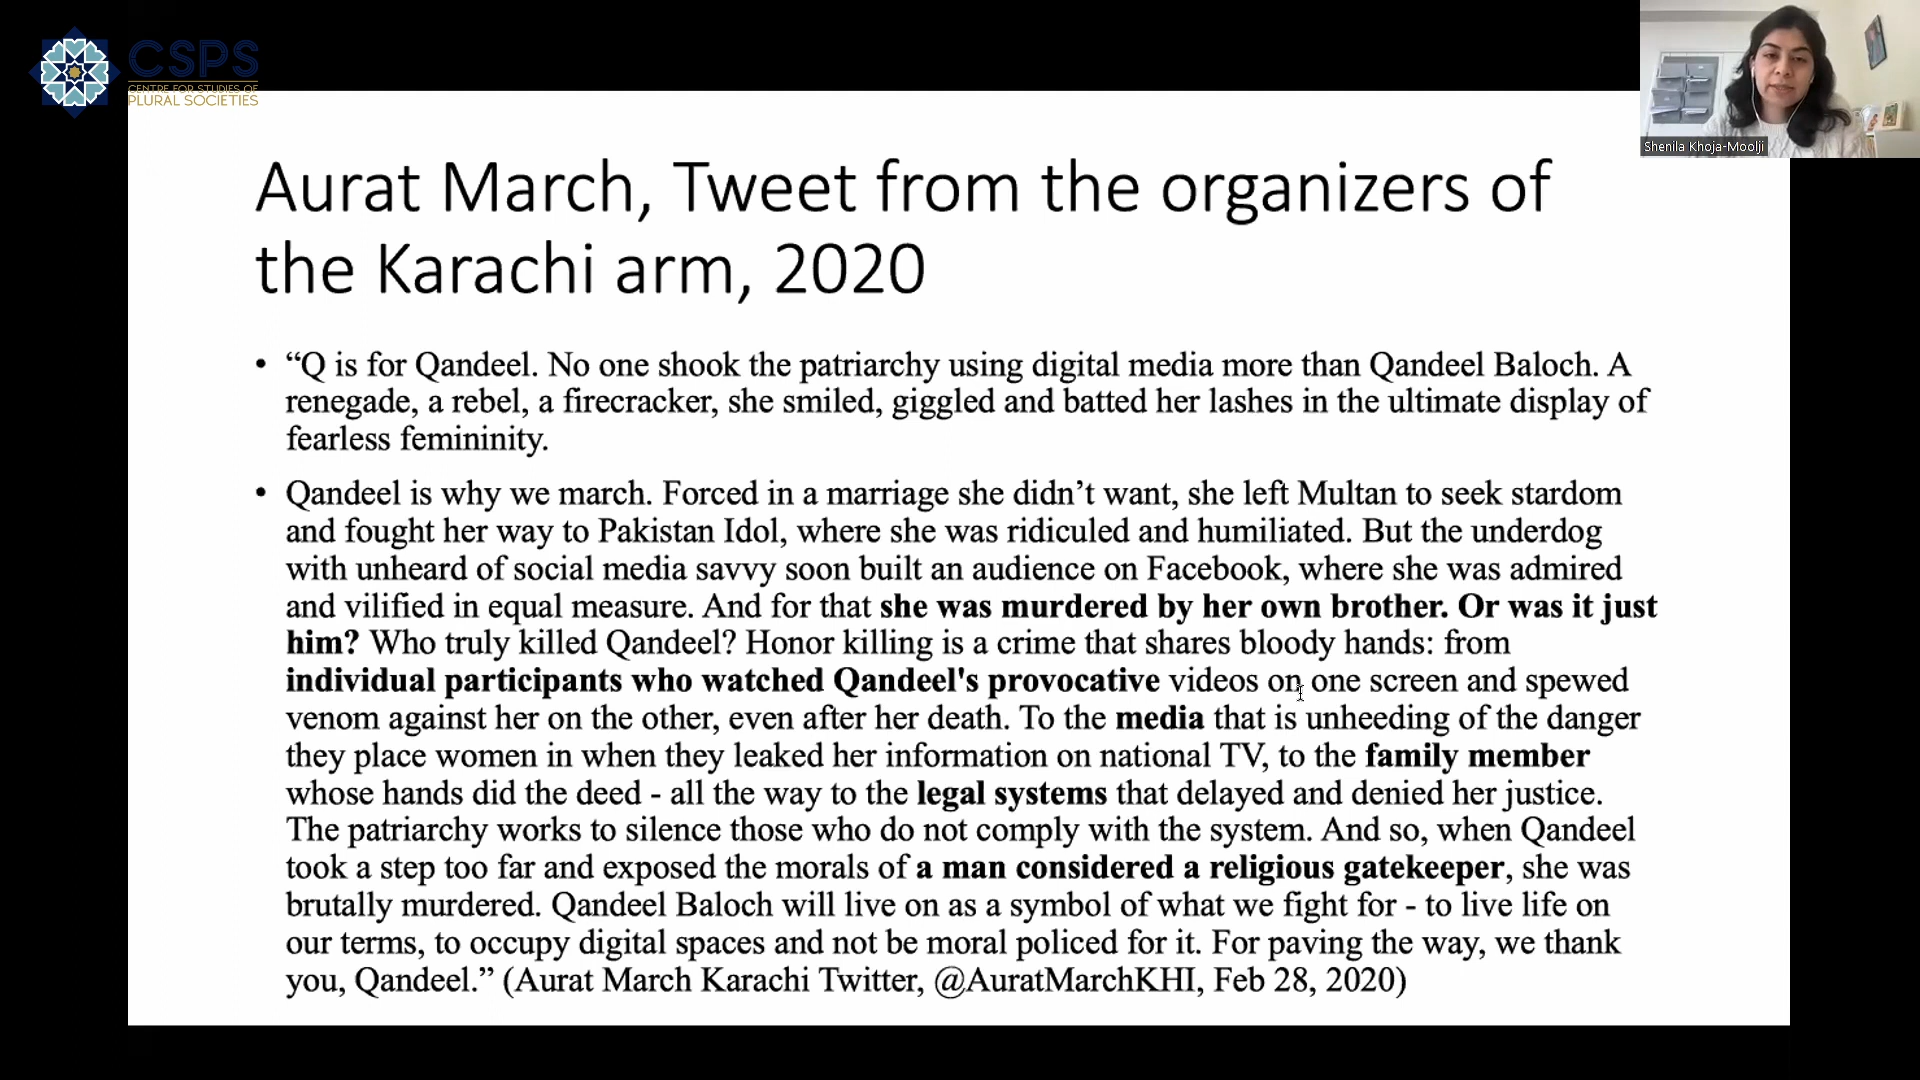 CSPS
CENTRE FOR STUDIES OF
PLURAL SOCIETIES
Shenila Khoja-Moolji
Aurat March, Tweet from the organizers of
the Karachi arm, 2020
• “Q is for Qandeel. No one shook the patriarchy using digital media more than Qandeel Baloch. A
renegade, a rebel, a firecracker, she smiled, giggled and batted her lashes in the ultimate display of
fearless femininity.
• Qandeel is why we march. Forced in a marriage she didn’t want, she left Multan to seek stardom
and fought her way to Pakistan Idol, where she was ridiculed and humiliated. But the underdog
with unheard of social media savvy soon built an audience on Facebook, where she was admired
and vilified in equal measure. And for that she was murdered by her own brother. Or was it just
him? Who truly killed Qandeel? Honor killing is a crime that shares bloody hands: from
individual participants who watched Qandeel's provocative videos on one screen and spewed
venom against her on the other, even after her death. To the media that is unheeding of the danger
they place women in when they leaked her information on national TV, to the family member
whose hands did the deed - all the way to the legal systems that delayed and denied her justice.
The patriarchy works to silence those who do not comply with the system. And so, when Qandeel
took a step too far and exposed the morals of a man considered a religious gatekeeper, she was
brutally murdered. Qandeel Baloch will live on as a symbol of what we fight for - to live life on
our terms, to occupy digital spaces and not be moral policed for it. For paving the way, we thank
you, Qandeel.” (Aurat March Karachi Twitter, @AuratMarchKHI, Feb 28, 2020)